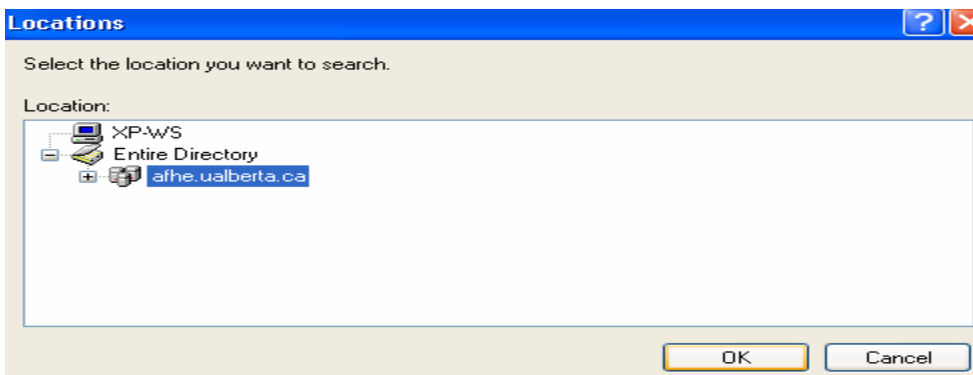 Locations
Select the location you want to search.
Location:
XP-WS
Entire Directory
afhe.ualberta.ca
OK
Cancel